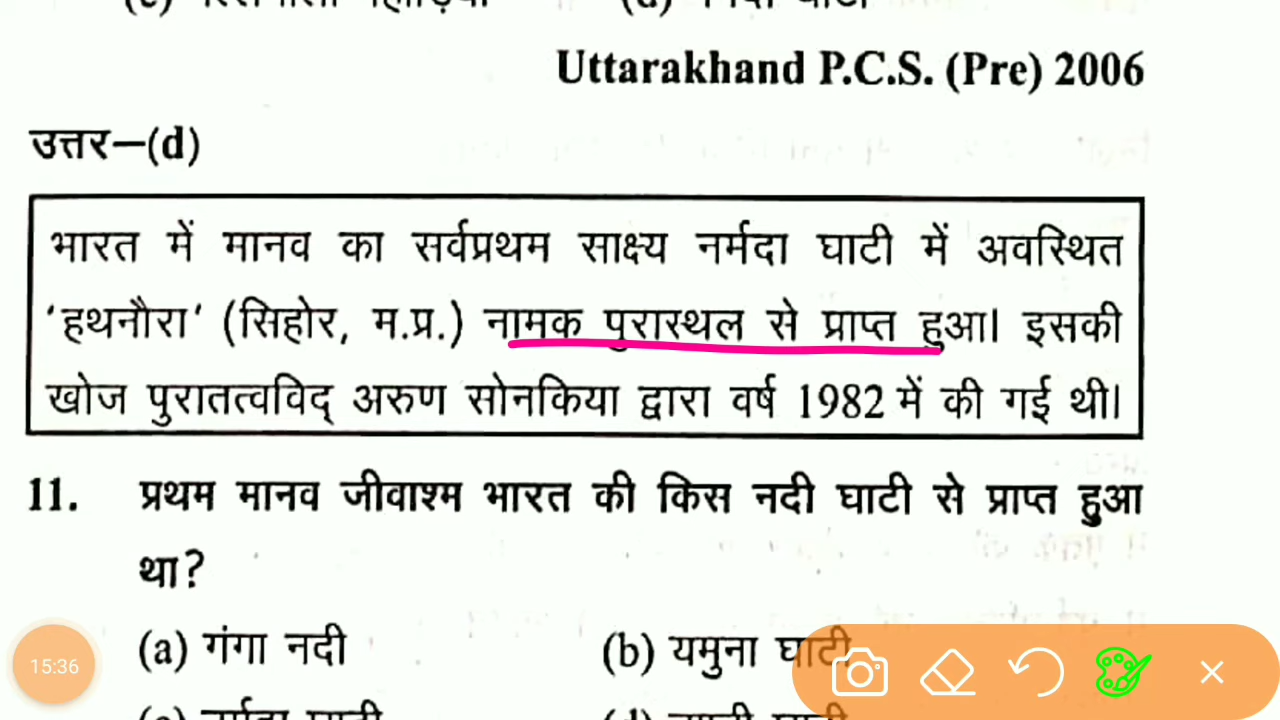 Uttarakhand P.C.S. (Pre) 2006
उत्तर–(d)
भारत में मानव का सर्वप्रथम साक्ष्य नर्मदा घाटी में अवस्थित
‘हथनौरा’ (सिहोर, म.प्र.) नामक पुरास्थल से प्राप्त हुआ। इसकी
खोज पुरातत्वविद् अरुण सोनकिया द्वारा वर्ष 1982 में की गई थी।
11. प्रथम मानव जीवाश्म भारत की किस नदी घाटी से प्राप्त हुआ
था?
(a) गंगा नदी (b) यमुना घाटी
15:36